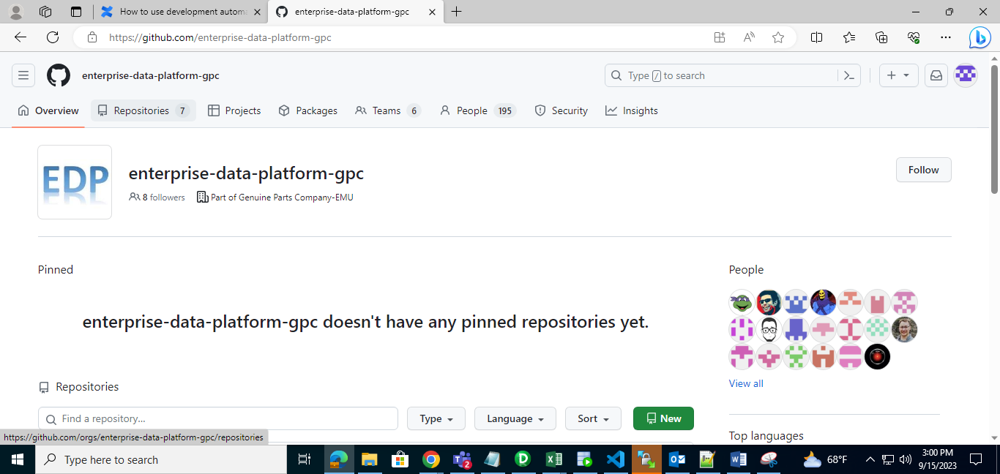 How to use development automa
enterprise-data-platform-gpc
https://github.com/enterprise-data-platform-gpc
enterprise-data-platform-gpc
Type / to search
Overview
Repositories 7
Projects
Packages
Teams 6
People 195
Security
Insights
EDP
enterprise-data-platform-gpc
Follow
8 followers
Part of Genuine Parts Company-EMU
Pinned
People
enterprise-data-platform-gpc doesn't have any pinned repositories yet.
View all
Repositories
Find a repository...
Type
Language
Sort
New
https://github.com/orgs/enterprise-data-platform-gpc/repositories
Top languages
Type here to search
2
68°F
3:00 PM
9/15/2023